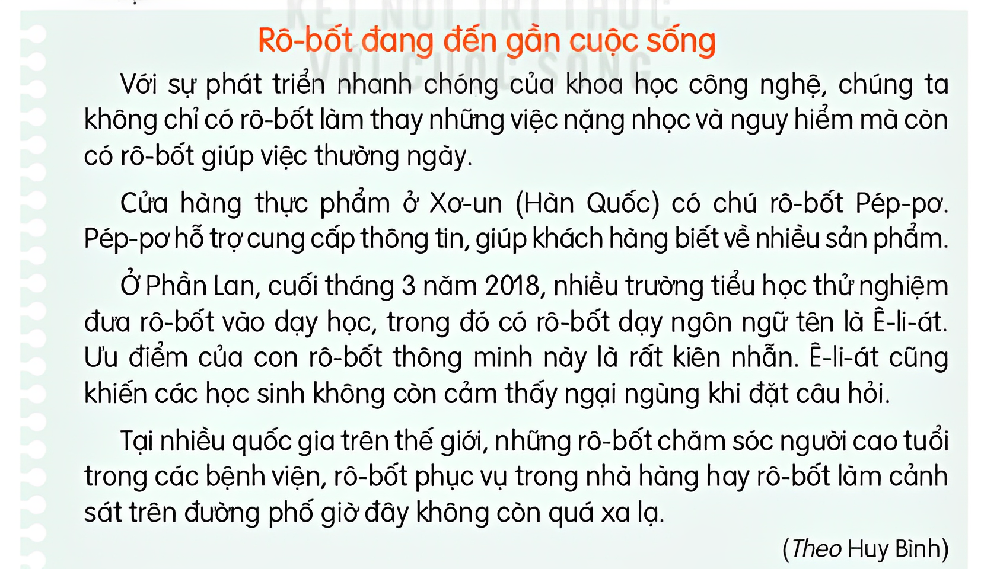 KẾT NỐI TRI THỨC
VỚI CUỘC SỐNG
Rô-bốt đang đến gần cuộc sống
Với sự phát triển nhanh chóng của khoa học công nghệ, chúng ta
không chỉ có rô-bốt làm thay những việc nặng nhọc và nguy hiểm mà còn
có rô-bốt giúp việc thường ngày.
Cửa hàng thực phẩm ở Xơ-un (Hàn Quốc) có chú rô-bốt Pép-pơ.
Pép-pơ hỗ trợ cung cấp thông tin, giúp khách hàng biết về nhiều sản phẩm.
Ở Phần Lan, cuối tháng 3 năm 2018, nhiều trường tiểu học thử nghiệm
đưa rô-bốt vào dạy học, trong đó có rô-bốt dạy ngôn ngữ tên là Ê-li-át.
Ưu điểm của con rô-bốt thông minh này là rất kiên nhẫn. Ê-li-át cũng
khiến các học sinh không còn cảm thấy ngại ngùng khi đặt câu hỏi.
Tại nhiều quốc gia trên thế giới, những rô-bốt chăm sóc người cao tuổi
trong các bệnh viện, rô-bốt phục vụ trong nhà hàng hay rô-bốt làm cảnh
sát trên đường phố giờ đây không còn quá xa lạ.
(Theo Huy Bình)